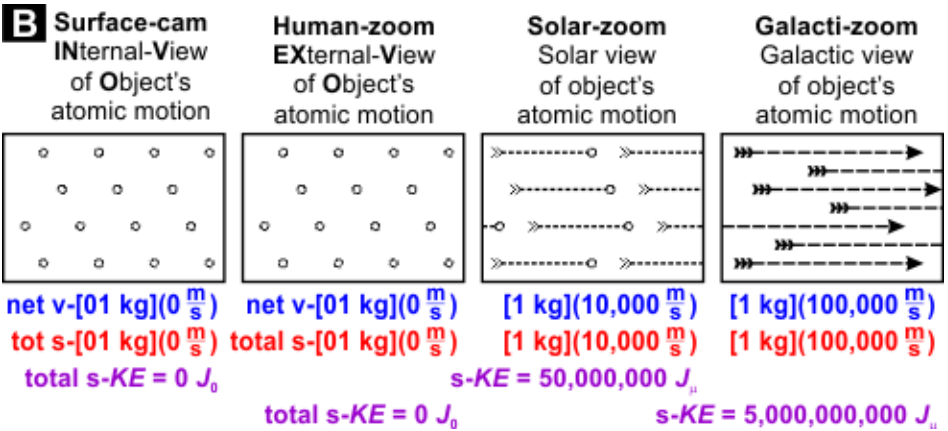 B
Surface-cam
INternal-View
of Object's
atomic motion
Human-zoom
EXternal-View
of Object's
atomic motion
Solar-zoom
Solar view
of object's
atomic motion
Galacti-zoom
Galactic view
of object's
atomic motion
net v-[01 kg](0 m/s)
net v-[01 kg](0 m/s)
[1 kg](10,000 m/s)
[1 kg](100,000 m/s)
tot s-[01 kg](0 m/s)
total s-[01 kg](0 m/s)
[1 kg](10,000 m/s)
[1 kg](100,000 m/s)
total s-KE = 0 J₀
s-KE = 50,000,000 Jμ
total s-KE = 0 J₀
s-KE = 5,000,000,000 Jμ